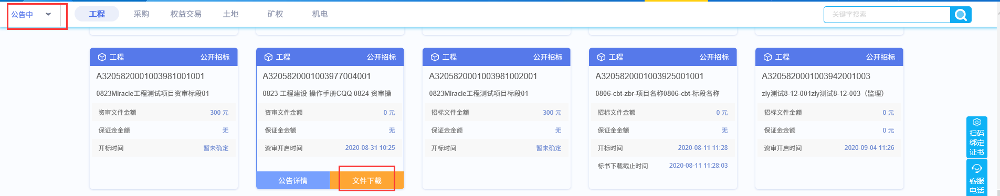 公告中
工程
采购
权益交易
土地
矿权
机电
关键字搜索
工程 公开招标
A3205820001003981001001
0823Miracle工程测试项目资审标段01
资审文件金额 300 元
保证金金额 无
开标时间 暂未确定
工程 公开招标
A3205820001003977004001
0823 工程建设 操作手册CQQ 0824 资审操
资审文件金额 0 元
保证金金额 无
资审开启时间 2020-08-31 10:25
公告详情 文件下载
工程 公开招标
A3205820001003981002001
0823Miracle工程测试项目标段01
招标文件金额 300 元
保证金金额 无
开标时间 暂未确定
工程 公开招标
A3205820001003925001001
0806-cbt-zbr-项目名称0806-cbt-标段名称
招标文件金额 0 元
保证金金额 无
开标时间 2020-08-11 11:28
标书下载截止时间 2020-08-11 11:28:03
工程 公开招标
A3205820001003942001003
zly测试8-12-001zly测试8-12-003（监理）
招标文件金额 0 元
保证金金额 0 元
资审开启时间 2020-09-04 11:26
扫码
绑定
证书
客服
电话